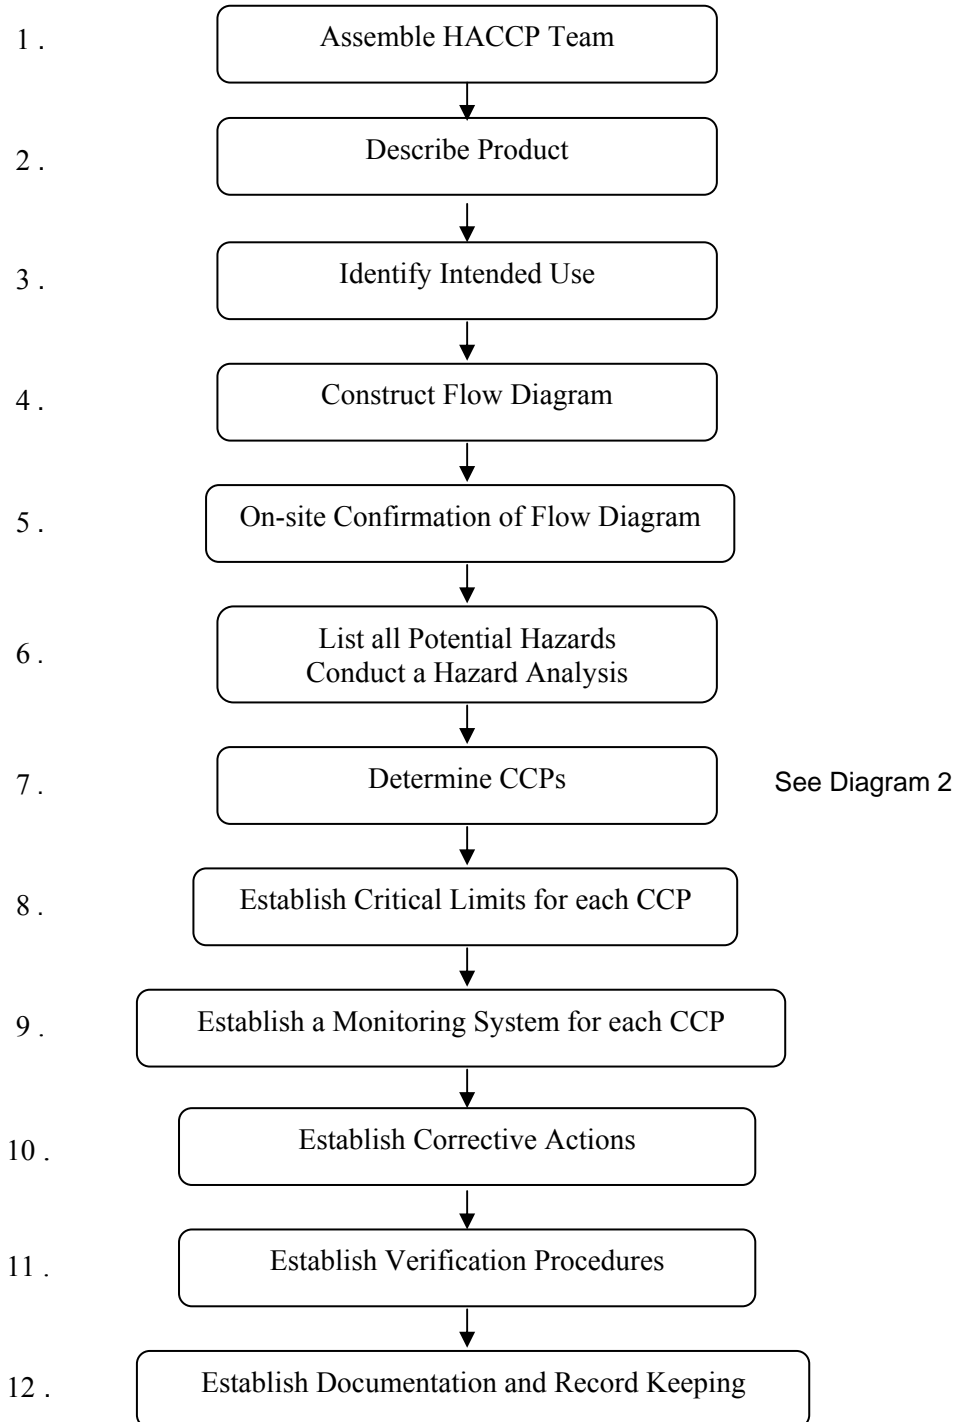 1 .
Assemble HACCP Team
2 .
Describe Product
3 .
Identify Intended Use
4 .
Construct Flow Diagram
5 .
On-site Confirmation of Flow Diagram
6 .
List all Potential Hazards
Conduct a Hazard Analysis
7 .
Determine CCPs
See Diagram 2
8 .
Establish Critical Limits for each CCP
9 .
Establish a Monitoring System for each CCP
10 .
Establish Corrective Actions
11 .
Establish Verification Procedures
12 .
Establish Documentation and Record Keeping